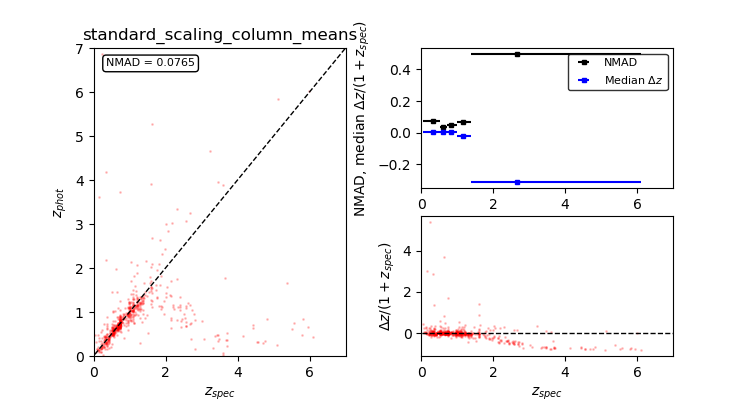 standard_scaling_column_means
NMAD = 0.0765
7
6
5
4
3
2
1
0
z_phot
0 2 4 6
z_spec
NMAD, median Δz/(1 + z_spec)
0.4
0.2
0.0
−0.2
NMAD
Median Δz
0 2 4 6
Δz/(1 + z_spec)
4
2
0
0 2 4 6
z_spec